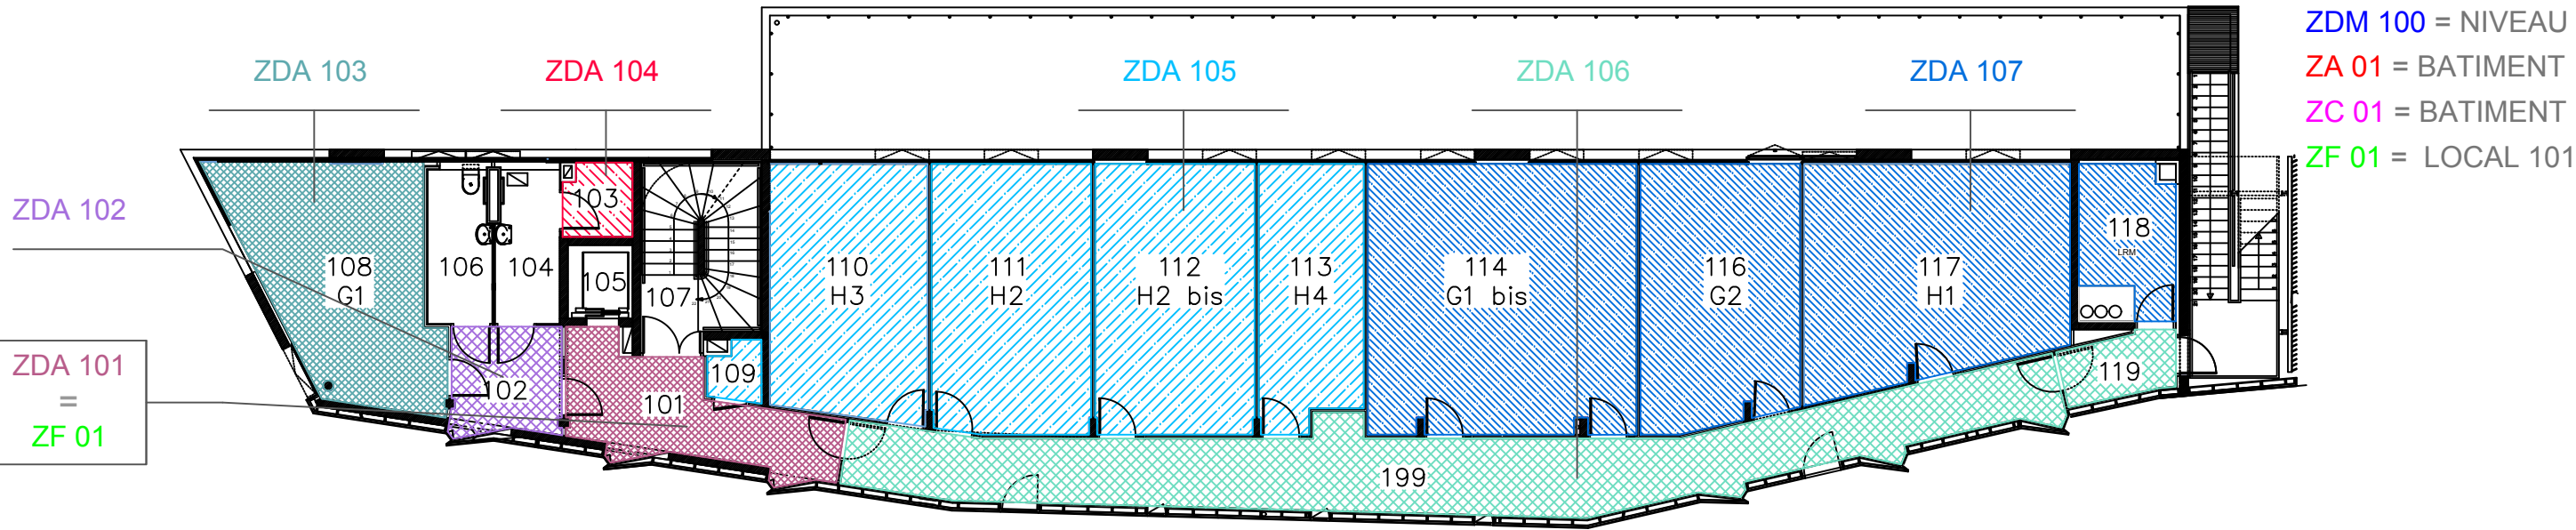 ZDM 100 = NIVEAU
ZDA 103
ZDA 104
ZDA 105
ZDA 106
ZDA 107
ZA 01 = BATIMENT
ZC 01 = BATIMENT
ZF 01 = LOCAL 101
ZDA 102
103
108
G1
106
104
105
107
110
H3
111
H2
112
H2 bis
113
H4
114
G1 bis
116
G2
117
H1
118
LRM
ZDA 101
=
ZF 01
102
101
109
119
199